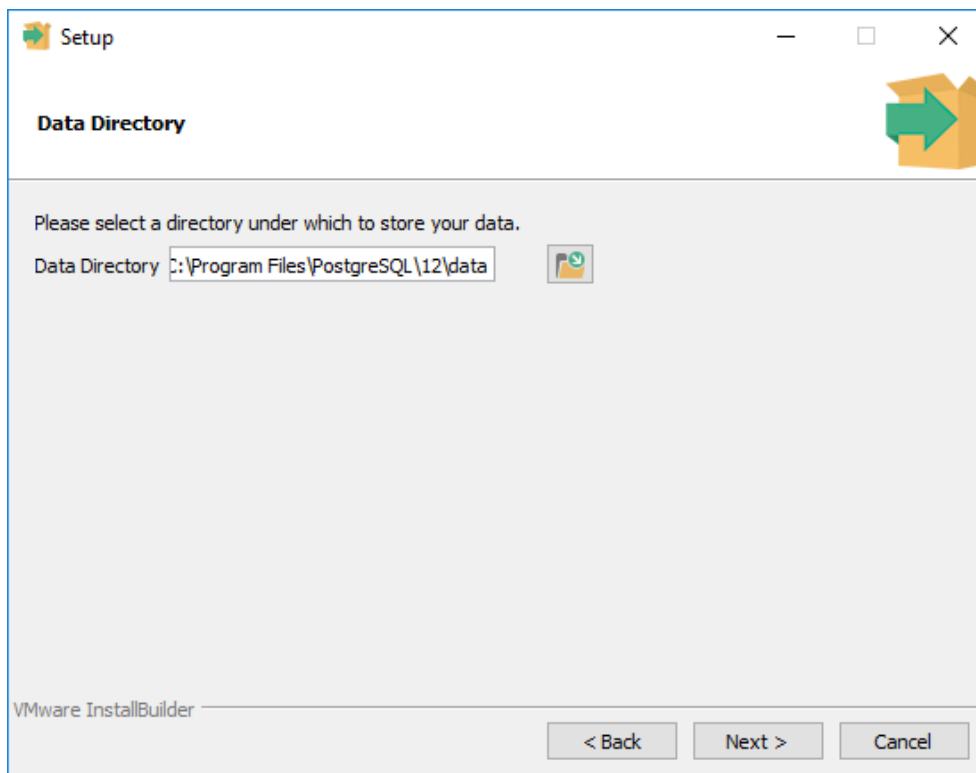 Setup
Data Directory
Please select a directory under which to store your data.
Data Directory C:\Program Files\PostgreSQL\12\data
VMware InstallBuilder
< Back Next > Cancel